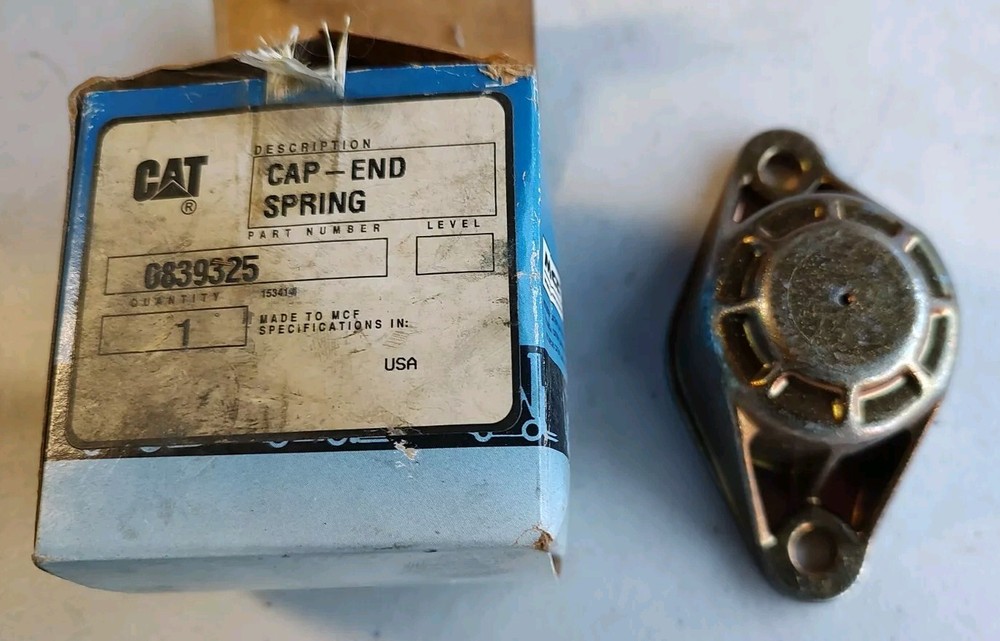 CAT
®
DESCRIPTION
CAP-END
SPRING
PART NUMBER
LEVEL
0839325
QUANTITY
153414
1
MADE TO MCF
SPECIFICATIONS IN:
USA